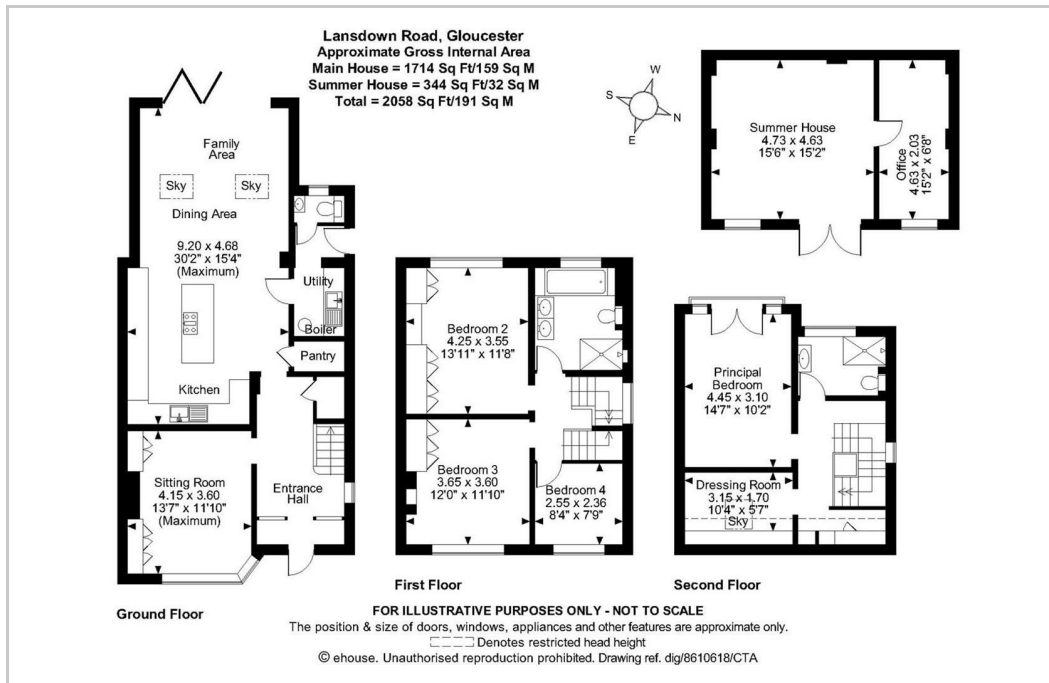 Lansdown Road, Gloucester
Approximate Gross Internal Area
Main House = 1714 Sq Ft/159 Sq M
Summer House = 344 Sq Ft/32 Sq M
Total = 2058 Sq Ft/191 Sq M
W
S
N
E
Family
Area
Sky
Sky
Dining Area
9.20 x 4.68
30'2" x 15'4"
(Maximum)
Utility
Boiler
Pantry
Kitchen
Sitting Room
4.15 x 3.60
13'7" x 11'10"
(Maximum)
Entrance
Hall
Ground Floor
Bedroom 2
4.25 x 3.55
13'11" x 11'8"
Bedroom 3
3.65 x 3.60
12'0" x 11'10"
Bedroom 4
2.55 x 2.36
8'4" x 7'9"
First Floor
Summer House
4.73 x 4.63
15'6" x 15'2"
Office
4.63 x 2.03
15'2" x 6'8"
Principal
Bedroom
4.45 x 3.10
14'7" x 10'2"
Dressing Room
3.15 x 1.70
10'4" x 5'7"
Sky
Second Floor
FOR ILLUSTRATIVE PURPOSES ONLY - NOT TO SCALE
The position & size of doors, windows, appliances and other features are approximate only.
Denotes restricted head height
© ehouse. Unauthorised reproduction prohibited. Drawing ref. dig/8610618/CTA